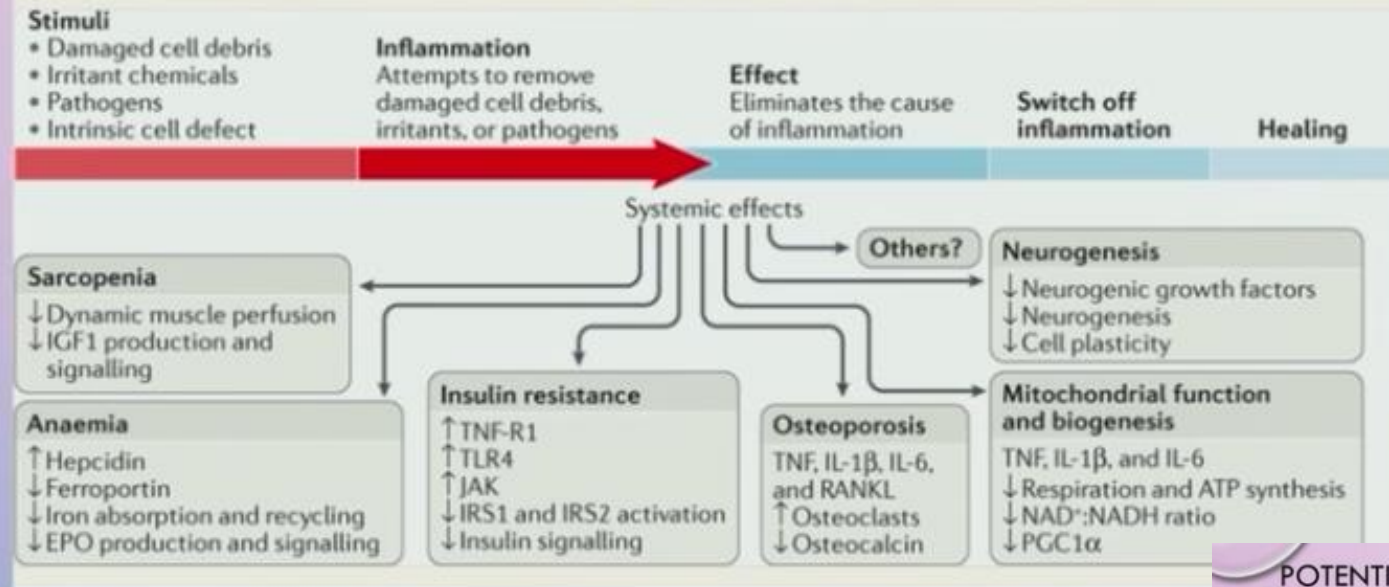 Stimuli
• Damaged cell debris
• Irritant chemicals
• Pathogens
• Intrinsic cell defect
Inflammation
Attempts to remove
damaged cell debris,
irritants, or pathogens
Effect
Eliminates the cause
of inflammation
Switch off
inflammation
Healing
Systemic effects
Others?
Sarcopenia
↓Dynamic muscle perfusion
↓IGF1 production and
signalling
Anaemia
↑Hepcidin
↓Ferroportin
↓Iron absorption and recycling
↓EPO production and signalling
Insulin resistance
↑TNF-R1
↑TLR4
↑JAK
↓IRS1 and IRS2 activation
↓Insulin signalling
Osteoporosis
TNF, IL-1β, IL-6,
and RANKL
↑Osteoclasts
↓Osteocalcin
Neurogenesis
↓Neurogenic growth factors
↓Neurogenesis
↓Cell plasticity
Mitochondrial function
and biogenesis
TNF, IL-1β, and IL-6
↓Respiration and ATP synthesis
↓NAD⁺:NADH ratio
↓PGC1α
POTENTI